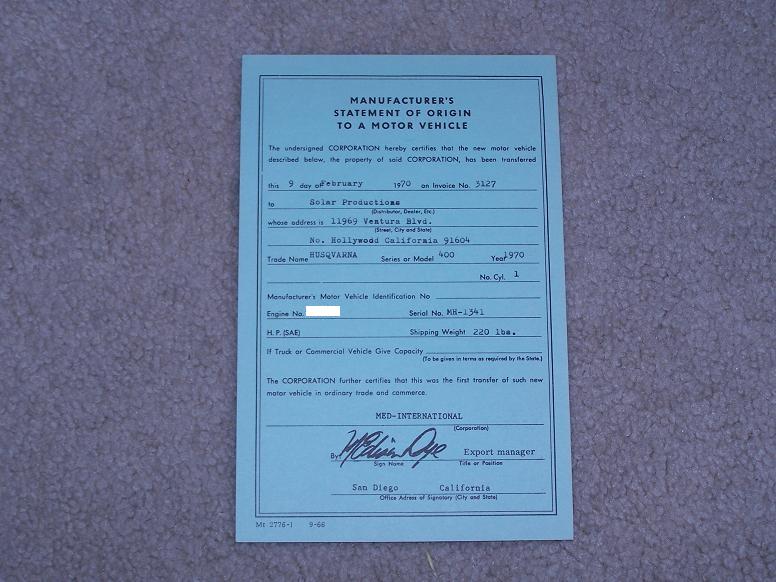 MANUFACTURER'S
STATEMENT OF ORIGIN
TO A MOTOR VEHICLE
The undersigned CORPORATION hereby certifies that the new motor vehicle
described below, the property of said CORPORATION, has been transferred
this 9 day of February 1970 on Invoice No. 3127
to Solar Productions
(Distributor, Dealer, Etc.)
whose address is 11969 Ventura Blvd.
(Street, City and State)
No. Hollywood California 91604
Trade Name HUSQVARNA Series or Model 400 Year 1970
No. Cyl. 1
Manufacturer's Motor Vehicle Identification No
Engine No. Serial No. MH-1341
H. P. (SAE) Shipping Weight 220 lbs.
If Truck or Commercial Vehicle Give Capacity
(To be given in terms as required by the State.)
The CORPORATION further certifies that this was the first transfer of such new
motor vehicle in ordinary trade and commerce.
MED-INTERNATIONAL
(Corporation)
By: Edison Dye Export manager
Sign Name Title or Position
San Diego California
Office Adress of Signatory (City and State)
Mt 2776-1 9-66